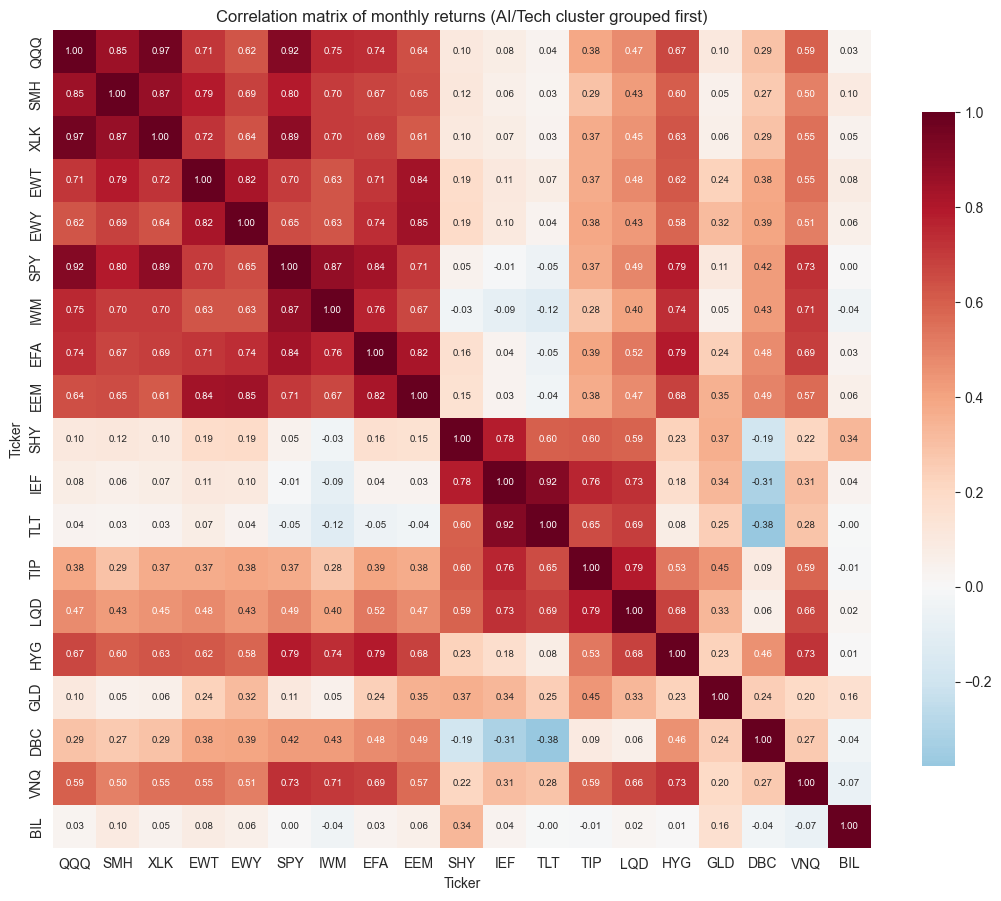 Correlation matrix of monthly returns (AI/Tech cluster grouped first)
QQQ 1.00 0.85 0.97 0.71 0.62 0.92 0.75 0.74 0.64 0.10 0.08 0.04 0.38 0.47 0.67 0.10 0.29 0.59 0.03
SMH 0.85 1.00 0.87 0.79 0.69 0.80 0.70 0.67 0.65 0.12 0.06 0.03 0.29 0.43 0.60 0.05 0.27 0.50 0.10
XLK 0.97 0.87 1.00 0.72 0.64 0.89 0.70 0.69 0.61 0.10 0.07 0.03 0.37 0.45 0.63 0.06 0.29 0.55 0.05
EWT 0.71 0.79 0.72 1.00 0.82 0.70 0.63 0.71 0.84 0.19 0.11 0.07 0.37 0.48 0.62 0.24 0.38 0.55 0.08
EWY 0.62 0.69 0.64 0.82 1.00 0.65 0.63 0.74 0.85 0.19 0.10 0.04 0.38 0.43 0.58 0.32 0.39 0.51 0.06
SPY 0.92 0.80 0.89 0.70 0.65 1.00 0.87 0.84 0.71 0.05 -0.01 -0.05 0.37 0.49 0.79 0.11 0.42 0.73 0.00
IWM 0.75 0.70 0.70 0.63 0.63 0.87 1.00 0.76 0.67 -0.03 -0.09 -0.12 0.28 0.40 0.74 0.05 0.43 0.71 -0.04
EFA 0.74 0.67 0.69 0.71 0.74 0.84 0.76 1.00 0.82 0.16 0.04 -0.05 0.39 0.52 0.79 0.24 0.48 0.69 0.03
EEM 0.64 0.65 0.61 0.84 0.85 0.71 0.67 0.82 1.00 0.15 0.03 -0.04 0.38 0.47 0.68 0.35 0.49 0.57 0.06
SHY 0.10 0.12 0.10 0.19 0.19 0.05 -0.03 0.16 0.15 1.00 0.78 0.60 0.60 0.59 0.23 0.37 -0.19 0.22 0.34
IEF 0.08 0.06 0.07 0.11 0.10 -0.01 -0.09 0.04 0.03 0.78 1.00 0.92 0.76 0.73 0.18 0.34 -0.31 0.31 0.04
TLT 0.04 0.03 0.03 0.07 0.04 -0.05 -0.12 -0.05 -0.04 0.60 0.92 1.00 0.65 0.69 0.08 0.25 -0.38 0.28 -0.00
TIP 0.38 0.29 0.37 0.37 0.38 0.37 0.28 0.39 0.38 0.60 0.76 0.65 1.00 0.79 0.53 0.45 0.09 0.59 -0.01
LQD 0.47 0.43 0.45 0.48 0.43 0.49 0.40 0.52 0.47 0.59 0.73 0.69 0.79 1.00 0.68 0.33 0.06 0.66 0.02
HYG 0.67 0.60 0.63 0.62 0.58 0.79 0.74 0.79 0.68 0.23 0.18 0.08 0.53 0.68 1.00 0.23 0.46 0.73 0.01
GLD 0.10 0.05 0.06 0.24 0.32 0.11 0.05 0.24 0.35 0.37 0.34 0.25 0.45 0.33 0.23 1.00 0.24 0.20 0.16
DBC 0.29 0.27 0.29 0.38 0.39 0.42 0.43 0.48 0.49 -0.19 -0.31 -0.38 0.09 0.06 0.46 0.24 1.00 0.27 -0.04
VNQ 0.59 0.50 0.55 0.55 0.51 0.73 0.71 0.69 0.57 0.22 0.31 0.28 0.59 0.66 0.73 0.20 0.27 1.00 -0.07
BIL 0.03 0.10 0.05 0.08 0.06 0.00 -0.04 0.03 0.06 0.34 0.04 -0.00 -0.01 0.02 0.01 0.16 -0.04 -0.07 1.00
QQQ SMH XLK EWT EWY SPY IWM EFA EEM SHY IEF TLT TIP LQD HYG GLD DBC VNQ BIL
Ticker
Ticker
1.0
0.8
0.6
0.4
0.2
0.0
−0.2